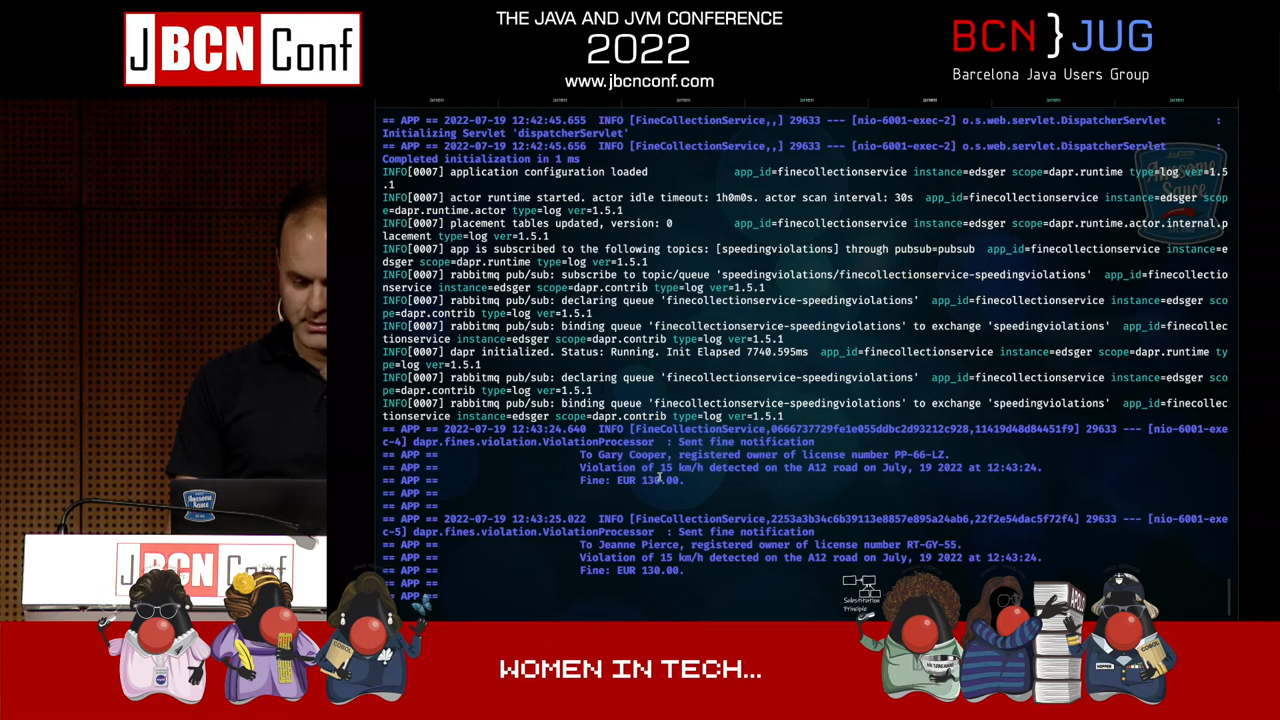 JBCNConf
THE JAVA AND JVM CONFERENCE
2022
www.jbcnconf.com
BCN}JUG
Barcelona Java Users Group
Shell Shell Shell Shell Shell Shell Shell
== APP == 2022-07-19 12:42:45.655 INFO [FineCollectionService,,] 29633 --- [nio-6001-exec-2] o.s.web.servlet.DispatcherServlet :
Initializing Servlet 'dispatcherServlet'
== APP == 2022-07-19 12:42:45.656 INFO [FineCollectionService,,] 29633 --- [nio-6001-exec-2] o.s.web.servlet.DispatcherServlet :
Completed initialization in 1 ms
INFO[0007] application configuration loaded app_id=finecollectionservice instance=edsger scope=dapr.runtime type=log ver=1.5
.1
INFO[0007] actor runtime started. actor idle timeout: 1h0m0s. actor scan interval: 30s app_id=finecollectionservice instance=edsger scop
e=dapr.runtime.actor type=log ver=1.5.1
INFO[0007] placement tables updated, version: 0 app_id=finecollectionservice instance=edsger scope=dapr.runtime.actor.internal.p
lacement type=log ver=1.5.1
INFO[0007] app is subscribed to the following topics: [speedingviolations] through pubsub=pubsub app_id=finecollectionservice instance=e
dsger scope=dapr.runtime type=log ver=1.5.1
INFO[0007] rabbitmq pub/sub: subscribe to topic/queue 'speedingviolations/finecollectionservice-speedingviolations' app_id=finecollectio
nservice instance=edsger scope=dapr.contrib type=log ver=1.5.1
INFO[0007] rabbitmq pub/sub: declaring queue 'finecollectionservice-speedingviolations' app_id=finecollectionservice instance=edsger sco
pe=dapr.contrib type=log ver=1.5.1
INFO[0007] rabbitmq pub/sub: binding queue 'finecollectionservice-speedingviolations' to exchange 'speedingviolations' app_id=finecollec
tionservice instance=edsger scope=dapr.contrib type=log ver=1.5.1
INFO[0007] dapr initialized. Status: Running. Init Elapsed 7740.595ms app_id=finecollectionservice instance=edsger scope=dapr.runtime ty
pe=log ver=1.5.1
INFO[0007] rabbitmq pub/sub: declaring queue 'finecollectionservice-speedingviolations' app_id=finecollectionservice instance=edsger sco
pe=dapr.contrib type=log ver=1.5.1
INFO[0007] rabbitmq pub/sub: binding queue 'finecollectionservice-speedingviolations' to exchange 'speedingviolations' app_id=finecollec
tionservice instance=edsger scope=dapr.contrib type=log ver=1.5.1
== APP == 2022-07-19 12:43:24.640 INFO [FineCollectionService,0666737729fe1e055ddbc2d93212c928,11419d48d84451f9] 29633 --- [nio-6001-exe
c-4] dapr.fines.violation.ViolationProcessor : Sent fine notification
== APP == To Gary Cooper, registered owner of license number PP-66-LZ.
== APP == Violation of 15 km/h detected on the A12 road on July, 19 2022 at 12:43:24.
== APP == Fine: EUR 130.00.
== APP ==
== APP ==
== APP == 2022-07-19 12:43:25.022 INFO [FineCollectionService,2253a3b34c6b39113e8857e895a24ab6,22f2e54dac5f72f4] 29633 --- [nio-6001-exe
c-5] dapr.fines.violation.ViolationProcessor : Sent fine notification
== APP == To Jeanne Pierce, registered owner of license number RT-GY-55.
== APP == Violation of 15 km/h detected on the A12 road on July, 19 2022 at 12:43:24.
== APP == Fine: EUR 130.00.
== APP ==
== APP ==
Awesome
Sauce
Awesome
Sauce
JBCNConf
Substitution
Principle
COBOL
COBOL
HOPPER
WOMEN IN TECH...